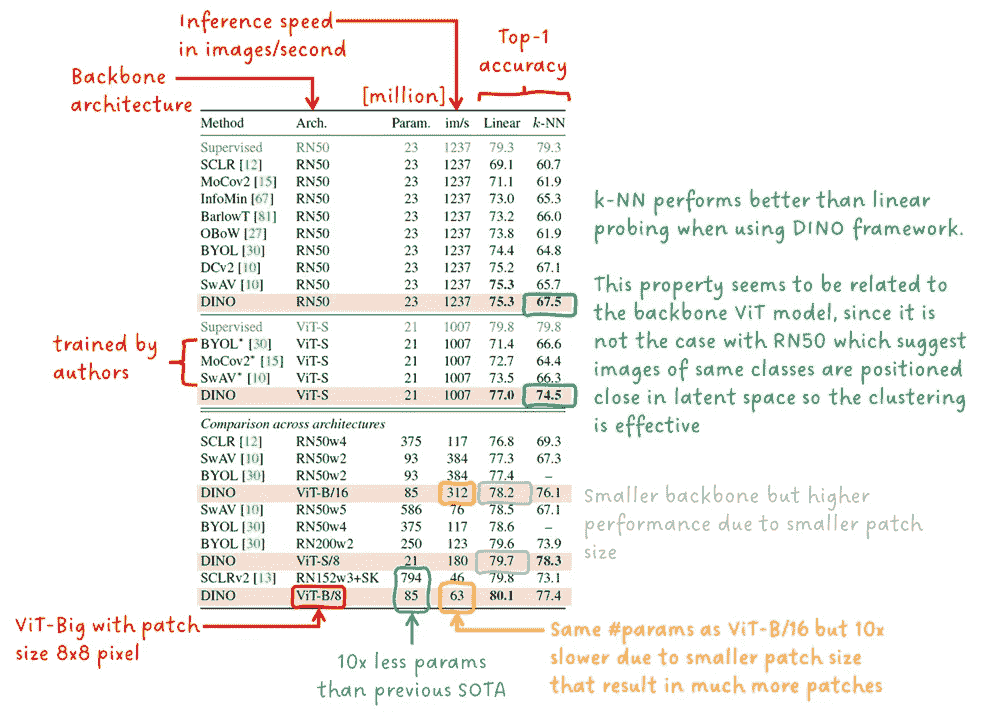 Inference speed
in images/second
Top-1
accuracy
Backbone
architecture
[million]
Method Arch. Param. im/s Linear k-NN
Supervised RN50 23 1237 79.3 79.3
SCLR [12] RN50 23 1237 69.1 60.7
MoCov2 [15] RN50 23 1237 71.1 61.9
InfoMin [67] RN50 23 1237 73.0 65.3
BarlowT [81] RN50 23 1237 73.2 66.0
OBoW [27] RN50 23 1237 73.8 61.9
BYOL [30] RN50 23 1237 74.4 64.8
DCv2 [10] RN50 23 1237 75.2 67.1
SwAV [10] RN50 23 1237 75.3 65.7
DINO RN50 23 1237 75.3 67.5
Supervised ViT-S 21 1007 79.8 79.8
BYOL* [30] ViT-S 21 1007 71.4 66.6
MoCov2* [15] ViT-S 21 1007 72.7 64.4
SwAV* [10] ViT-S 21 1007 73.5 66.3
DINO ViT-S 21 1007 77.0 74.5
Comparison across architectures
SCLR [12] RN50w4 375 117 76.8 69.3
SwAV [10] RN50w2 93 384 77.3 67.3
BYOL [30] RN50w2 93 384 77.4 –
DINO ViT-B/16 85 312 78.2 76.1
SwAV [10] RN50w5 586 76 78.5 67.1
BYOL [30] RN50w4 375 117 78.6 –
BYOL [30] RN200w2 250 123 79.6 73.9
DINO ViT-S/8 21 180 79.7 78.3
SCLRv2 [13] RN152w3+SK 794 46 79.8 73.1
DINO ViT-B/8 85 63 80.1 77.4
k-NN performs better than linear
probing when using DINO framework.
This property seems to be related to
the backbone ViT model, since it is
not the case with RN50 which suggest
images of same classes are positioned
close in latent space so the clustering
is effective
trained by
authors
Smaller backbone but higher
performance due to smaller patch
size
ViT-Big with patch
size 8x8 pixel
10x less params
than previous SOTA
Same #params as ViT-B/16 but 10x
slower due to smaller patch size
that result in much more patches